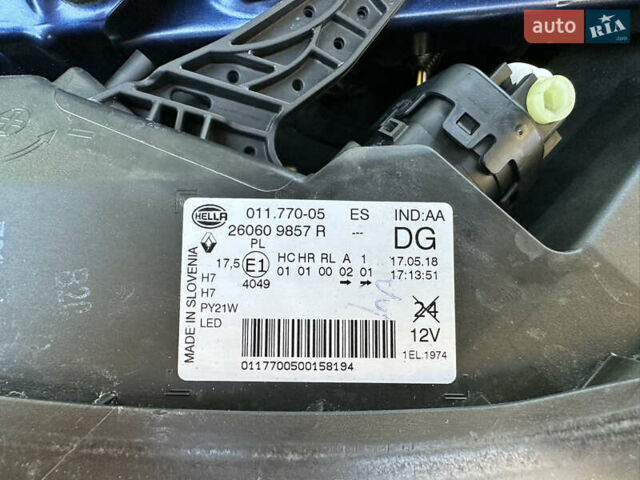 auto RIA.com
HELLA 011.770-05 ES IND:AA
26060 9857 R --- DG
PL
17,5 E1 HC HR RL A 1 17.05.18
01 01 00 02 01 17:13:51
4049
H7
H7
PY21W
LED
24
12V
1EL.1974
MADE IN SLOVENIA
0117700500158194